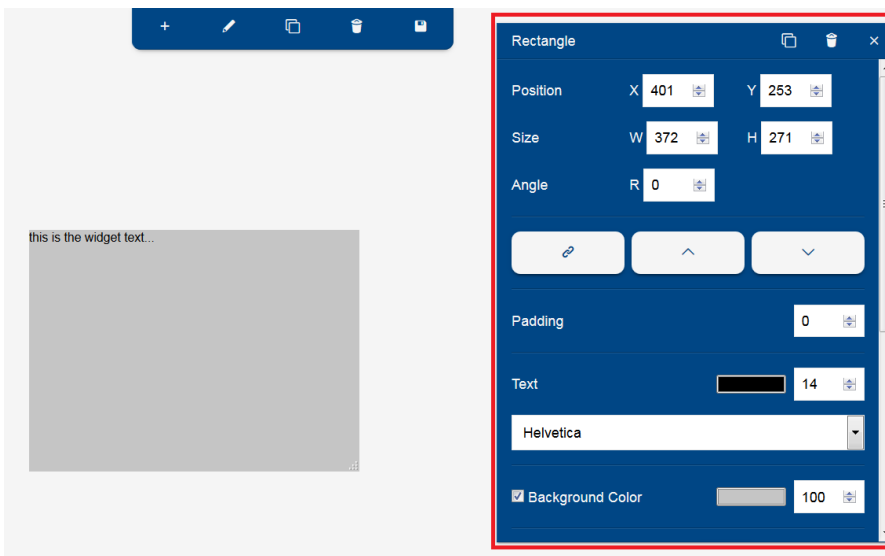 Rectangle
Position X 401 Y 253
Size W 372 H 271
Angle R 0
this is the widget text...
Padding 0
Text 14
Helvetica
Background Color 100